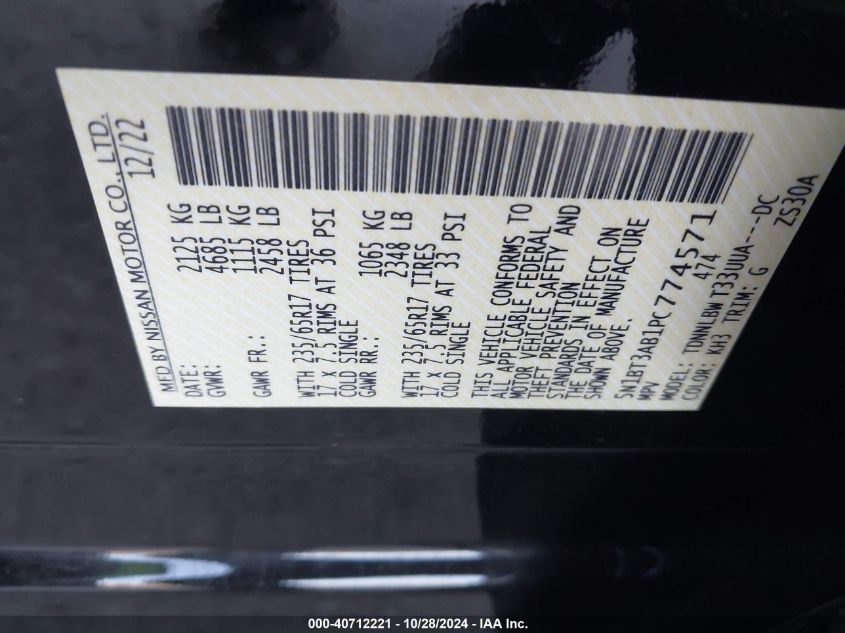 MFD BY NISSAN MOTOR CO., LTD.
DATE: 12/22
GVWR: 2125 KG
4685 LB
GAWR FR.: 1115 KG
2458 LB
WITH 235/65R17 TIRES
17 X 7.5 RIMS AT 36 PSI
COLD SINGLE
GAWR RR.: 1065 KG
2348 LB
WITH 235/65R17 TIRES
17 X 7.5 RIMS AT 33 PSI
COLD SINGLE
THIS VEHICLE CONFORMS TO
ALL APPLICABLE FEDERAL
MOTOR VEHICLE SAFETY AND
THEFT PREVENTION
STANDARDS IN EFFECT ON
THE DATE OF MANUFACTURE
SHOWN ABOVE.
5N1BT3AB1PC774571
MPV 474
MODEL: TDNNLBW T33UUA---DC
COLOR: KH3 TRIM: G ZS30A
000-40712221 - 10/28/2024 - IAA Inc.